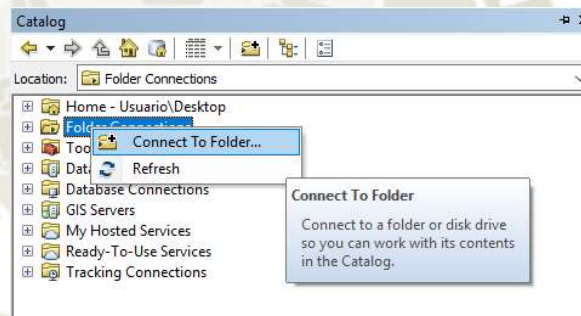 Catalog
Location: Folder Connections
Home - Usuario\Desktop
Folder Connections
Too
Connect To Folder...
Data
Refresh
Database Connections
GIS Servers
My Hosted Services
Ready-To-Use Services
Tracking Connections
Connect To Folder
Connect to a folder or disk drive
so you can work with its contents
in the Catalog.